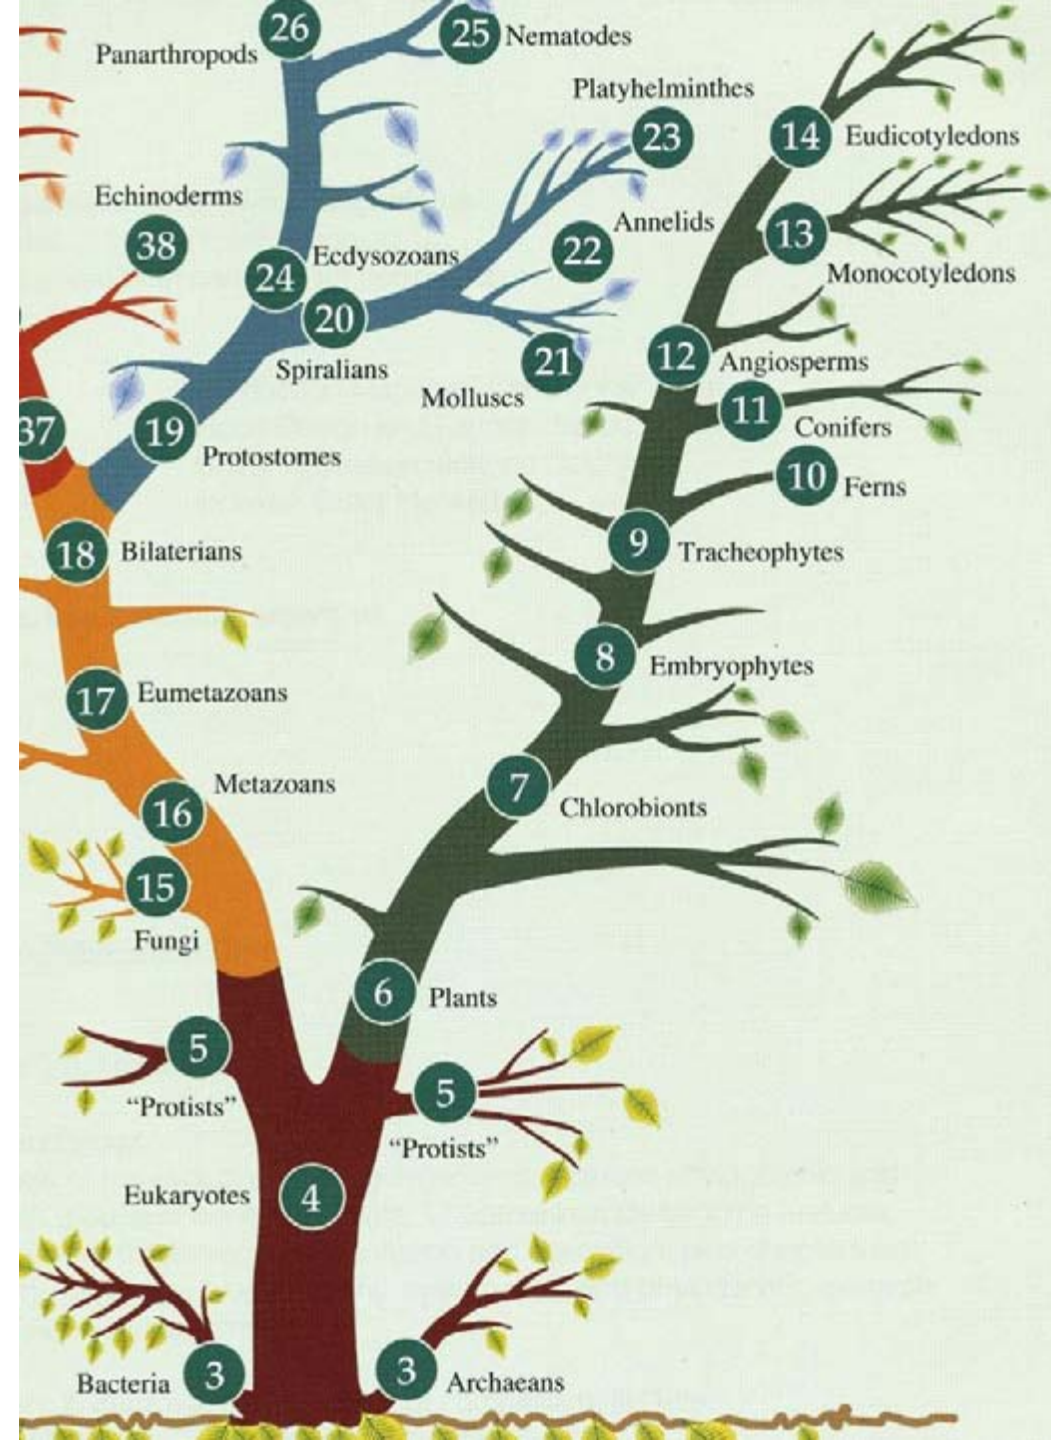 26
25
Nematodes
Panarthropods
Platyhelminthes
23
14
Eudicotyledons
Echinoderms
38
Annelids
22
13
Monocotyledons
Ecdysozoans
24
20
Spiralians
21
Molluscs
12
Angiosperms
11
Conifers
37
19
Protostomes
10
Ferns
18
Bilaterians
9
Tracheophytes
8
Embryophytes
17
Eumetazoans
7
Chlorobionts
Metazoans
16
15
Fungi
6
Plants
5
"Protists"
5
"Protists"
Eukaryotes
4
Bacteria
3
3
Archaeans